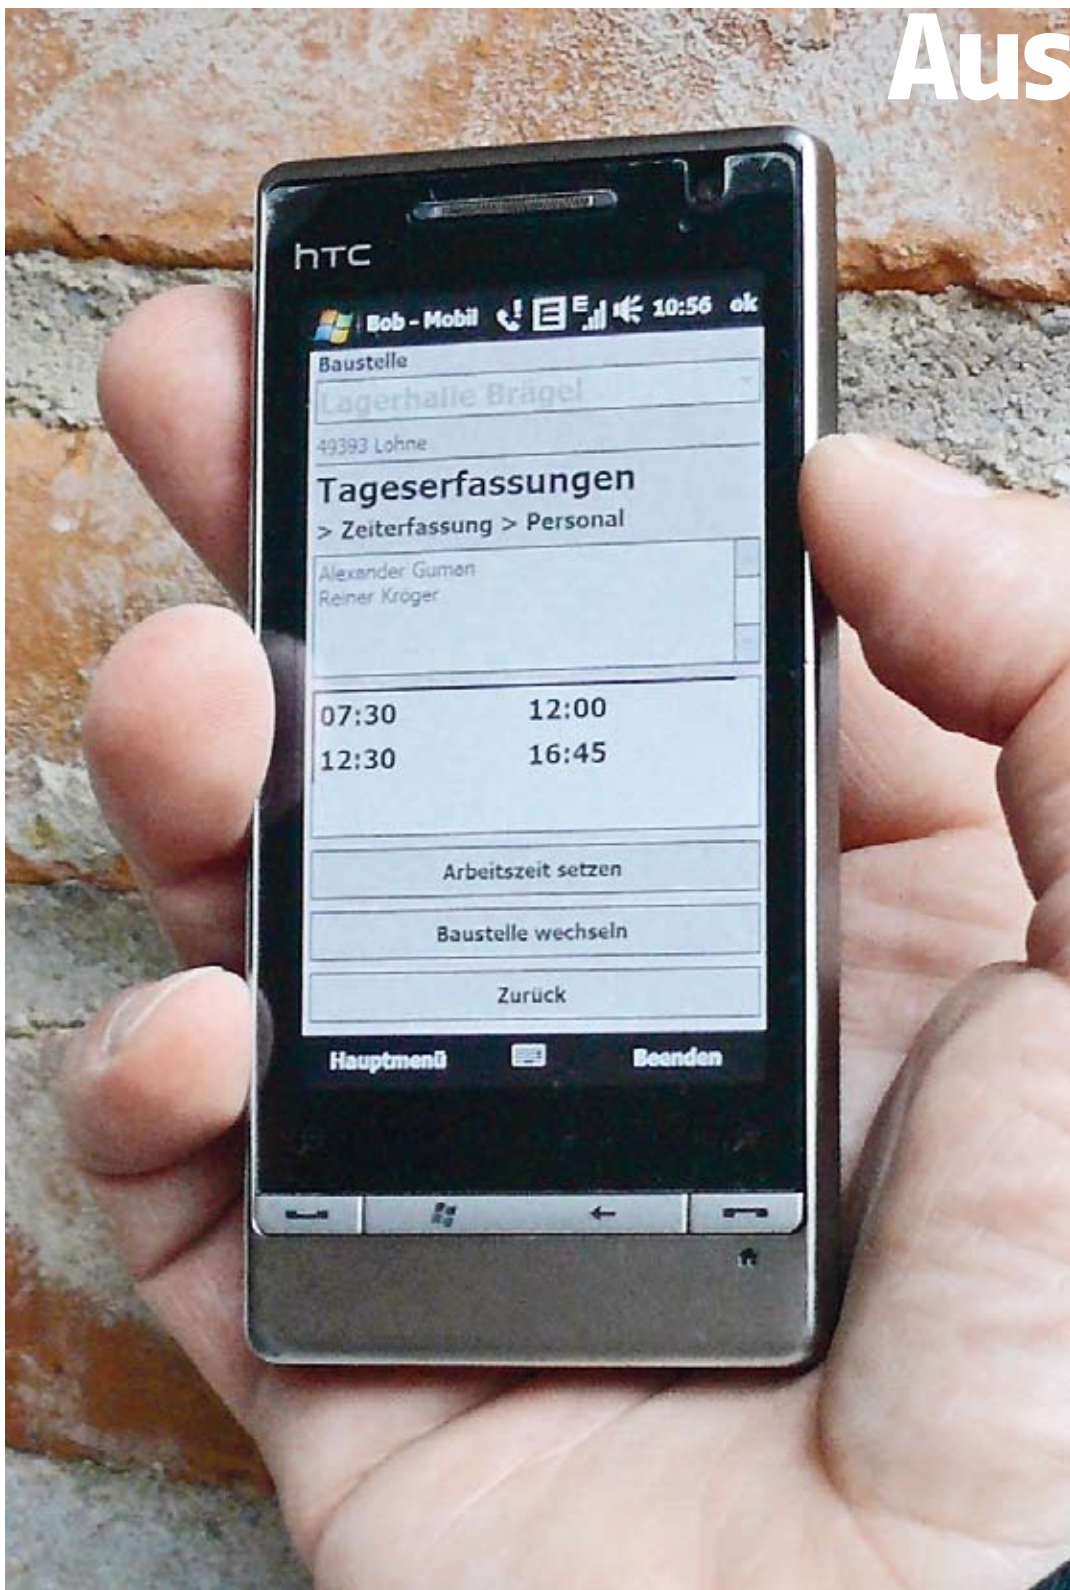 Aus
hTC
Bob - Mobil E E 10:56 ok
Baustelle
Lagerhalle Brägel
49393 Lohne
Tageserfassungen
> Zeiterfassung > Personal
Alexander Guman
Reiner Kröger
07:30 12:00
12:30 16:45
Arbeitszeit setzen
Baustelle wechseln
Zurück
Hauptmenü Beenden